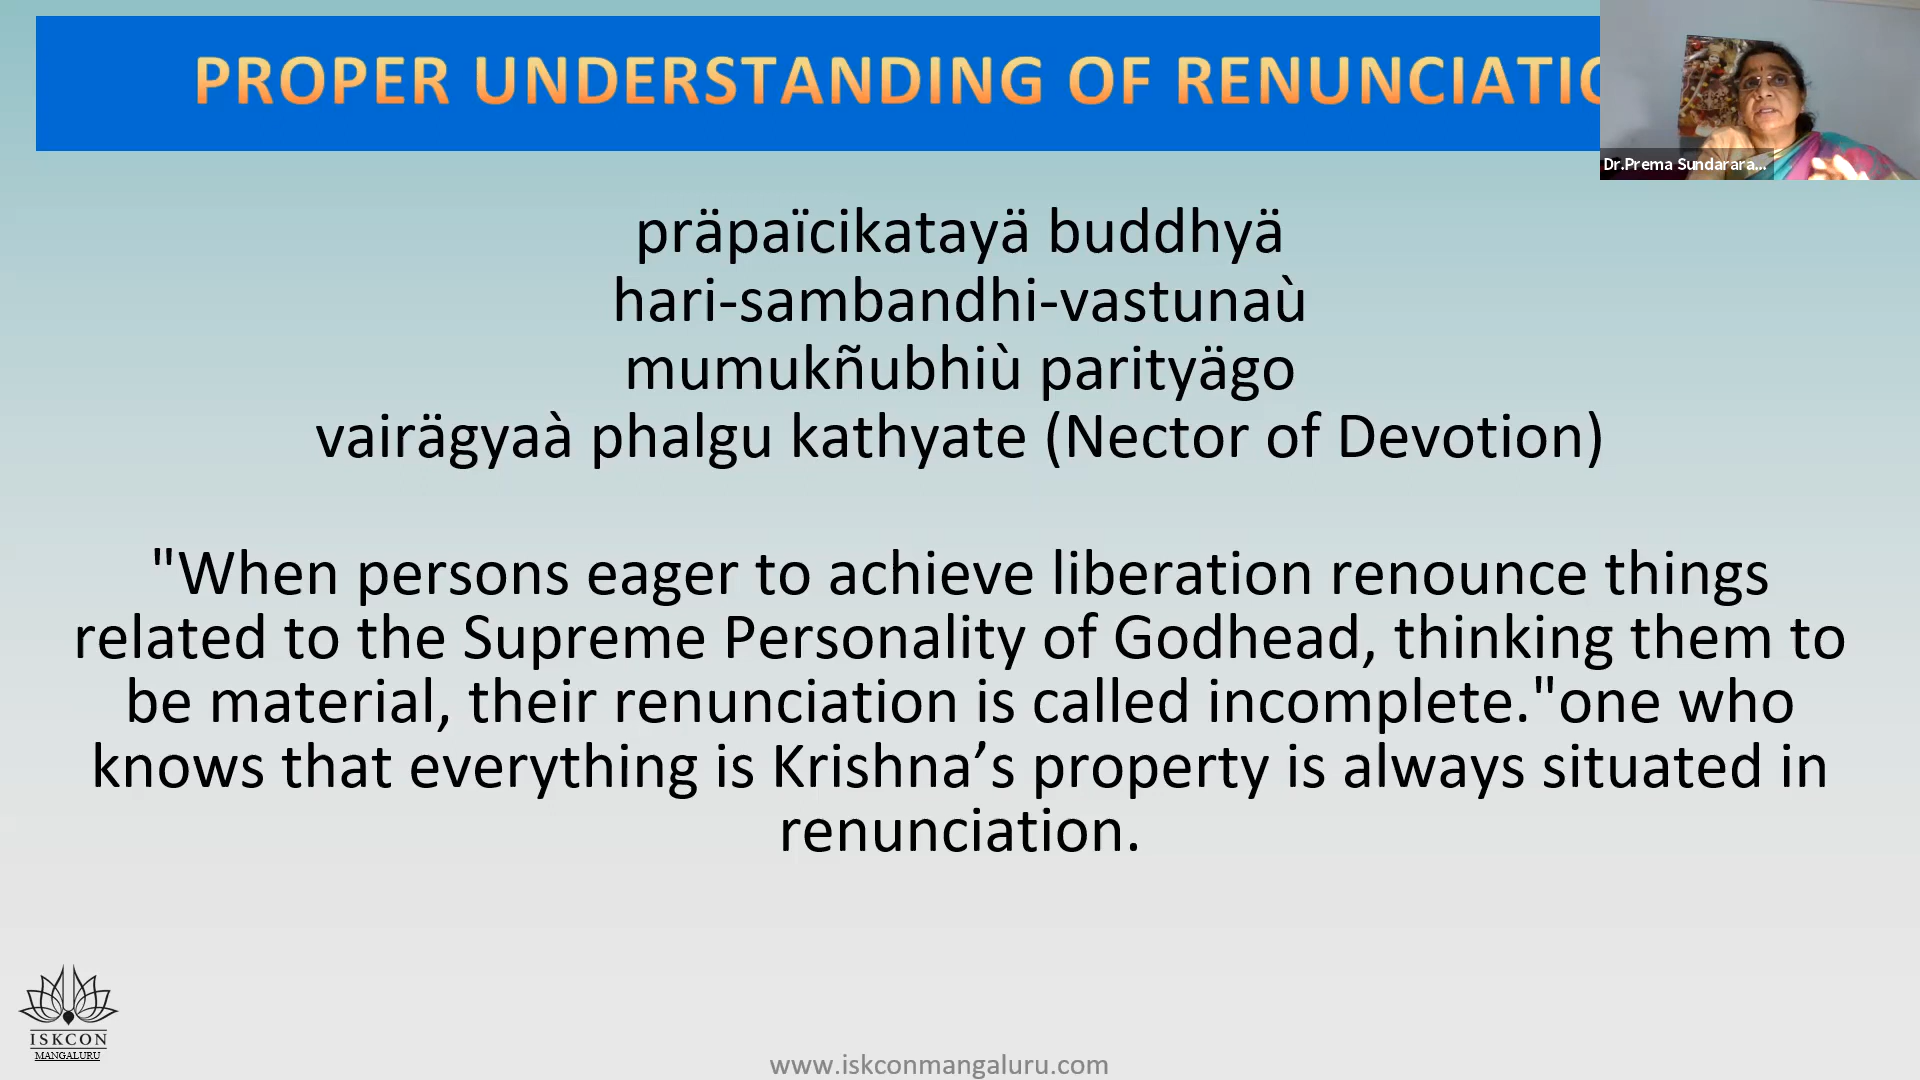 PROPER UNDERSTANDING OF RENUNCIATIO
Dr.Prema Sundarara...
präpaïcikatayä buddhyä
hari-sambandhi-vastunaù
mumukñubhiù parityägo
vairägyaà phalgu kathyate (Nector of Devotion)
"When persons eager to achieve liberation renounce things
related to the Supreme Personality of Godhead, thinking them to
be material, their renunciation is called incomplete."one who
knows that everything is Krishna’s property is always situated in
renunciation.
ISKCON
MANGALURU
www.iskconmangaluru.com